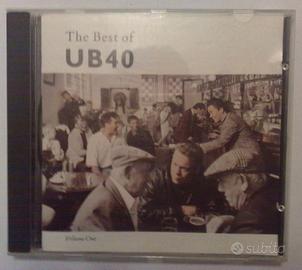 The Best of
UB40
Volume One
subito